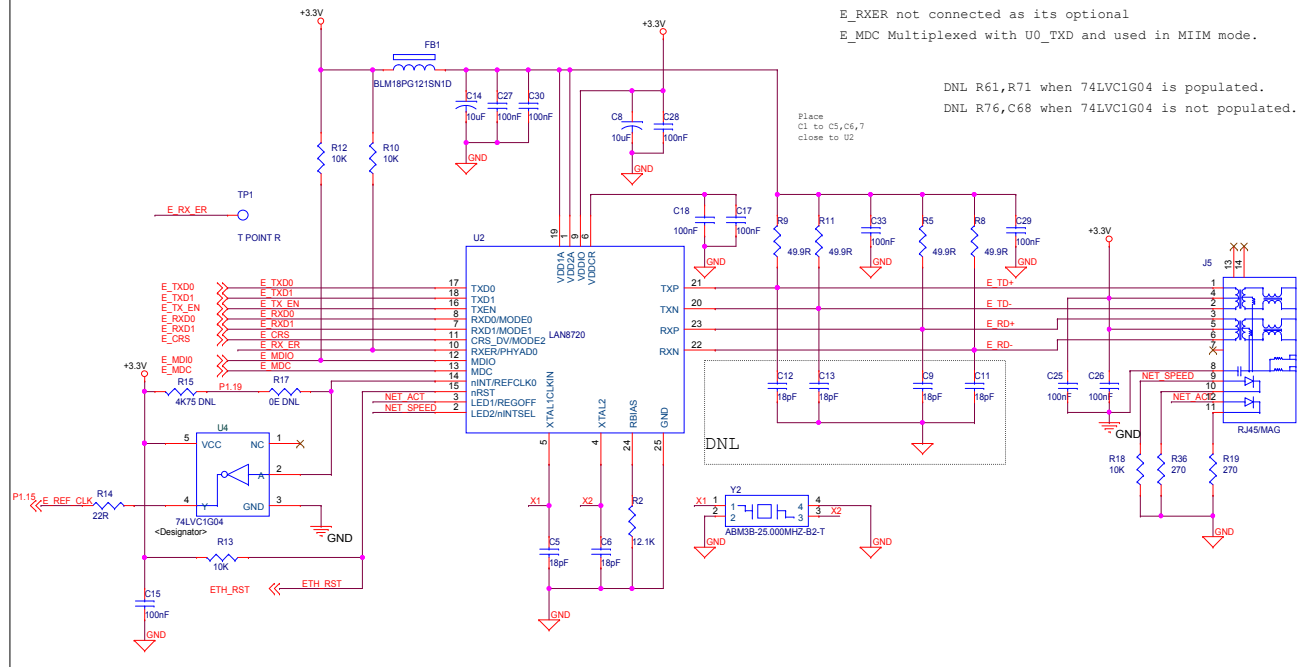 E_RXER not connected as its optional
E_MDC Multiplexed with U0_TXD and used in MIIM mode.
DNL R61,R71 when 74LVC1G04 is populated.
DNL R76,C68 when 74LVC1G04 is not populated.
+3.3V
+3.3V
FB1
BLM18PG121SN1D
C14
10uF
C27
100nF
C30
100nF
GND
C8
10uF
C28
100nF
GND
Place
C1 to C5,C6,7
close to U2
R12
10K
R10
10K
TP1
E_RX_ER
T POINT R
C18
100nF
C17
100nF
GND
R9
49.9R
R11
49.9R
C33
100nF
GND
R5
49.9R
R8
49.9R
C29
100nF
GND
+3.3V
J5
13
14
U2
19
1
9
6
VDD1A
VDD2A
VDDIO
VDDCR
LAN8720
E_TXD0 E_TXD0 17 TXD0
E_TXD1 E_TXD1 18 TXD1
E_TX_EN E_TX_EN 16 TXEN
E_RXD0 E_RXD0 8 RXD0/MODE0
E_RXD1 E_RXD1 7 RXD1/MODE1
E_CRS E_CRS 11 CRS_DV/MODE2
E_RX_ER 10 RXER/PHYAD0
E_MDI0 E_MDIO 12 MDIO
E_MDC E_MDC 13 MDC
14 nINT/REFCLK0
15 nRST
NET_ACT 3 LED1/REGOFF
NET_SPEED 2 LED2/nINTSEL
TXP 21 E_TD+
TXN 20 E_TD-
RXP 23 E_RD+
RXN 22 E_RD-
XTAL1CLKIN
XTAL2
RBIAS
GND
5
4
24
25
1
4
2
3
5
6
7
8
9
10
12
11
NET_SPEED
NET_ACT
RJ45/MAG
C12
18pF
C13
18pF
C9
18pF
C11
18pF
DNL
C25
100nF
C26
100nF
GND
R18
10K
R36
270
R19
270
GND
+3.3V
R15
4K75 DNL
P1.19
R17
0E DNL
U4
5 VCC
NC 1
A 2
4 Y
GND 3
74LVC1G04
<Designator>
GND
P1.15
E_REF_CLK
R14
22R
R13
10K
ETH_RST
ETH_RST
C15
100nF
GND
X1
X2
C5
18pF
C6
18pF
R2
12.1K
GND
Y2
X1 1 1 4 4
2 2 3 3 X2
ABM3B-25.000MHZ-B2-T
GND
GND